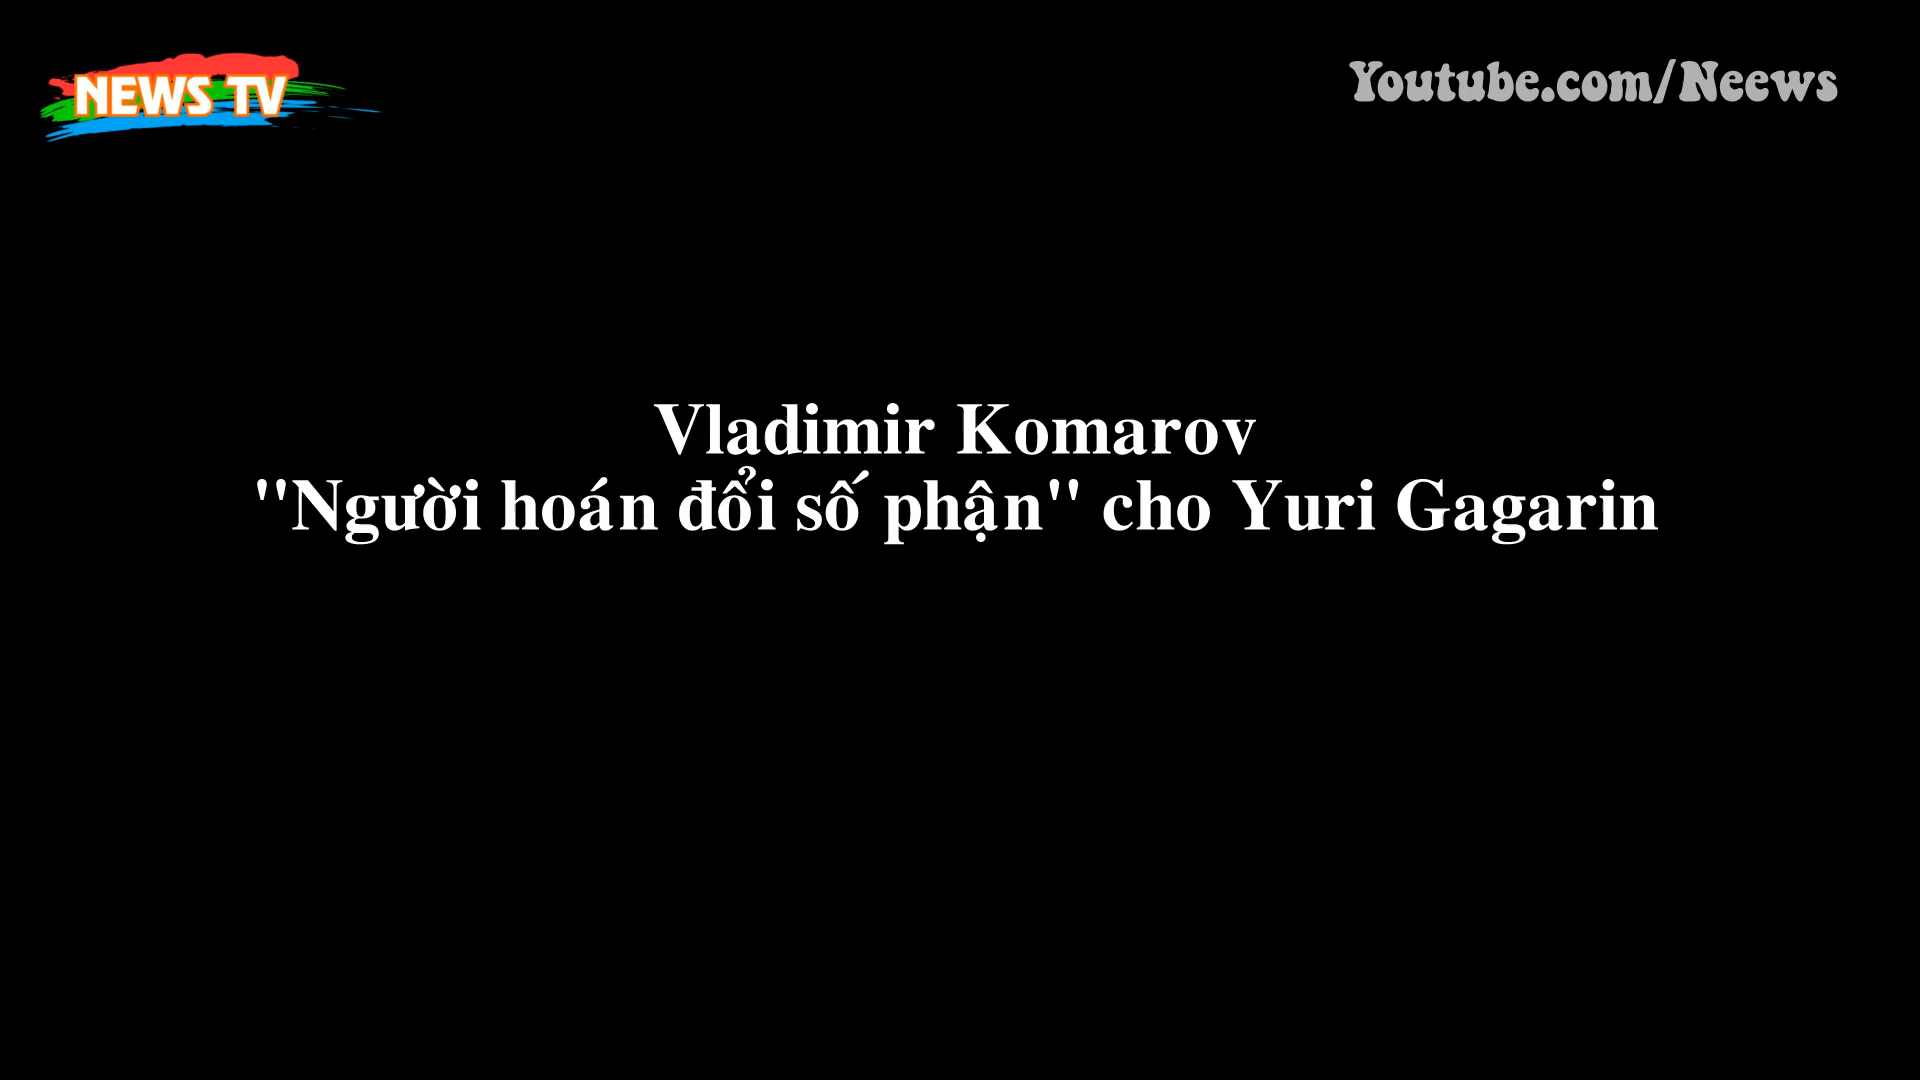 NEWS TV
Youtube.com/Neews
Vladimir Komarov
"Người hoán đổi số phận" cho Yuri Gagarin